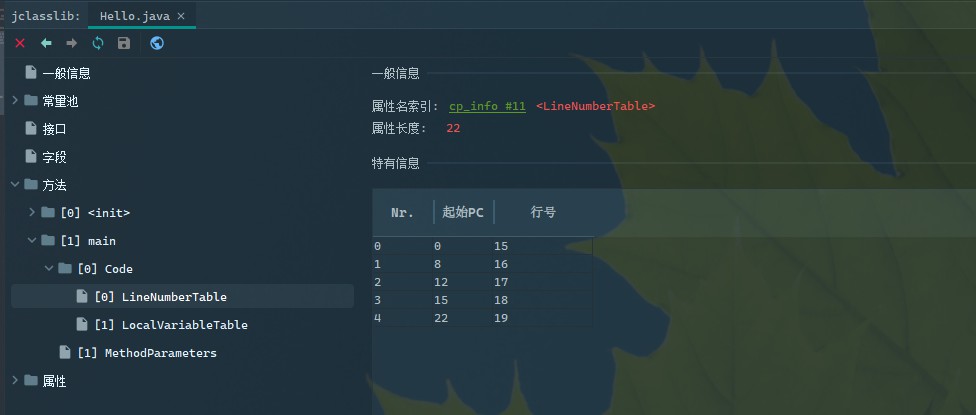 jclasslib: Hello.java ×
一般信息
常量池
接口
字段
方法
[0] <init>
[1] main
[0] Code
[0] LineNumberTable
[1] LocalVariableTable
[1] MethodParameters
属性
一般信息
属性名索引: cp_info #11 <LineNumberTable>
属性长度: 22
特有信息
Nr. 起始PC 行号
0 0 15
1 8 16
2 12 17
3 15 18
4 22 19